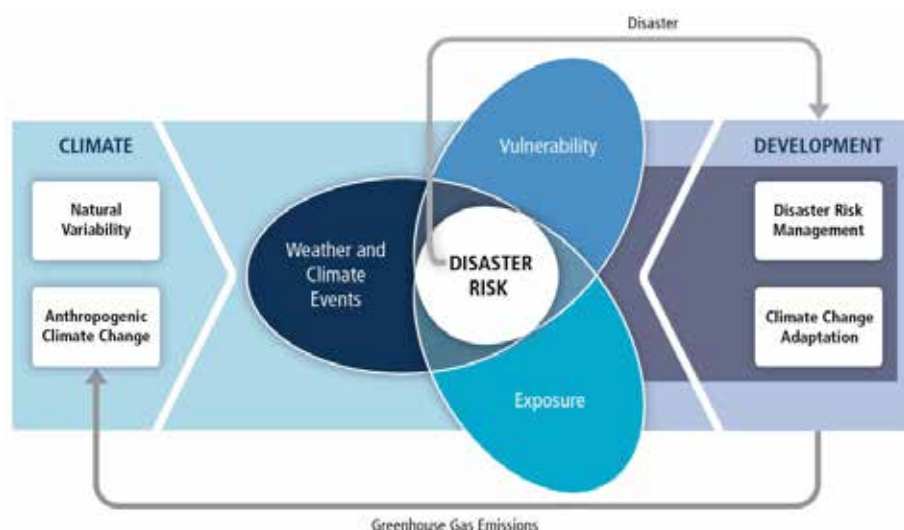 Disaster
CLIMATE
Natural
Variability
Anthropogenic
Climate Change
Weather and
Climate
Events
Vulnerability
DISASTER
RISK
Exposure
DEVELOPMENT
Disaster Risk
Management
Climate Change
Adaptation
Greenhouse Gas Emissions